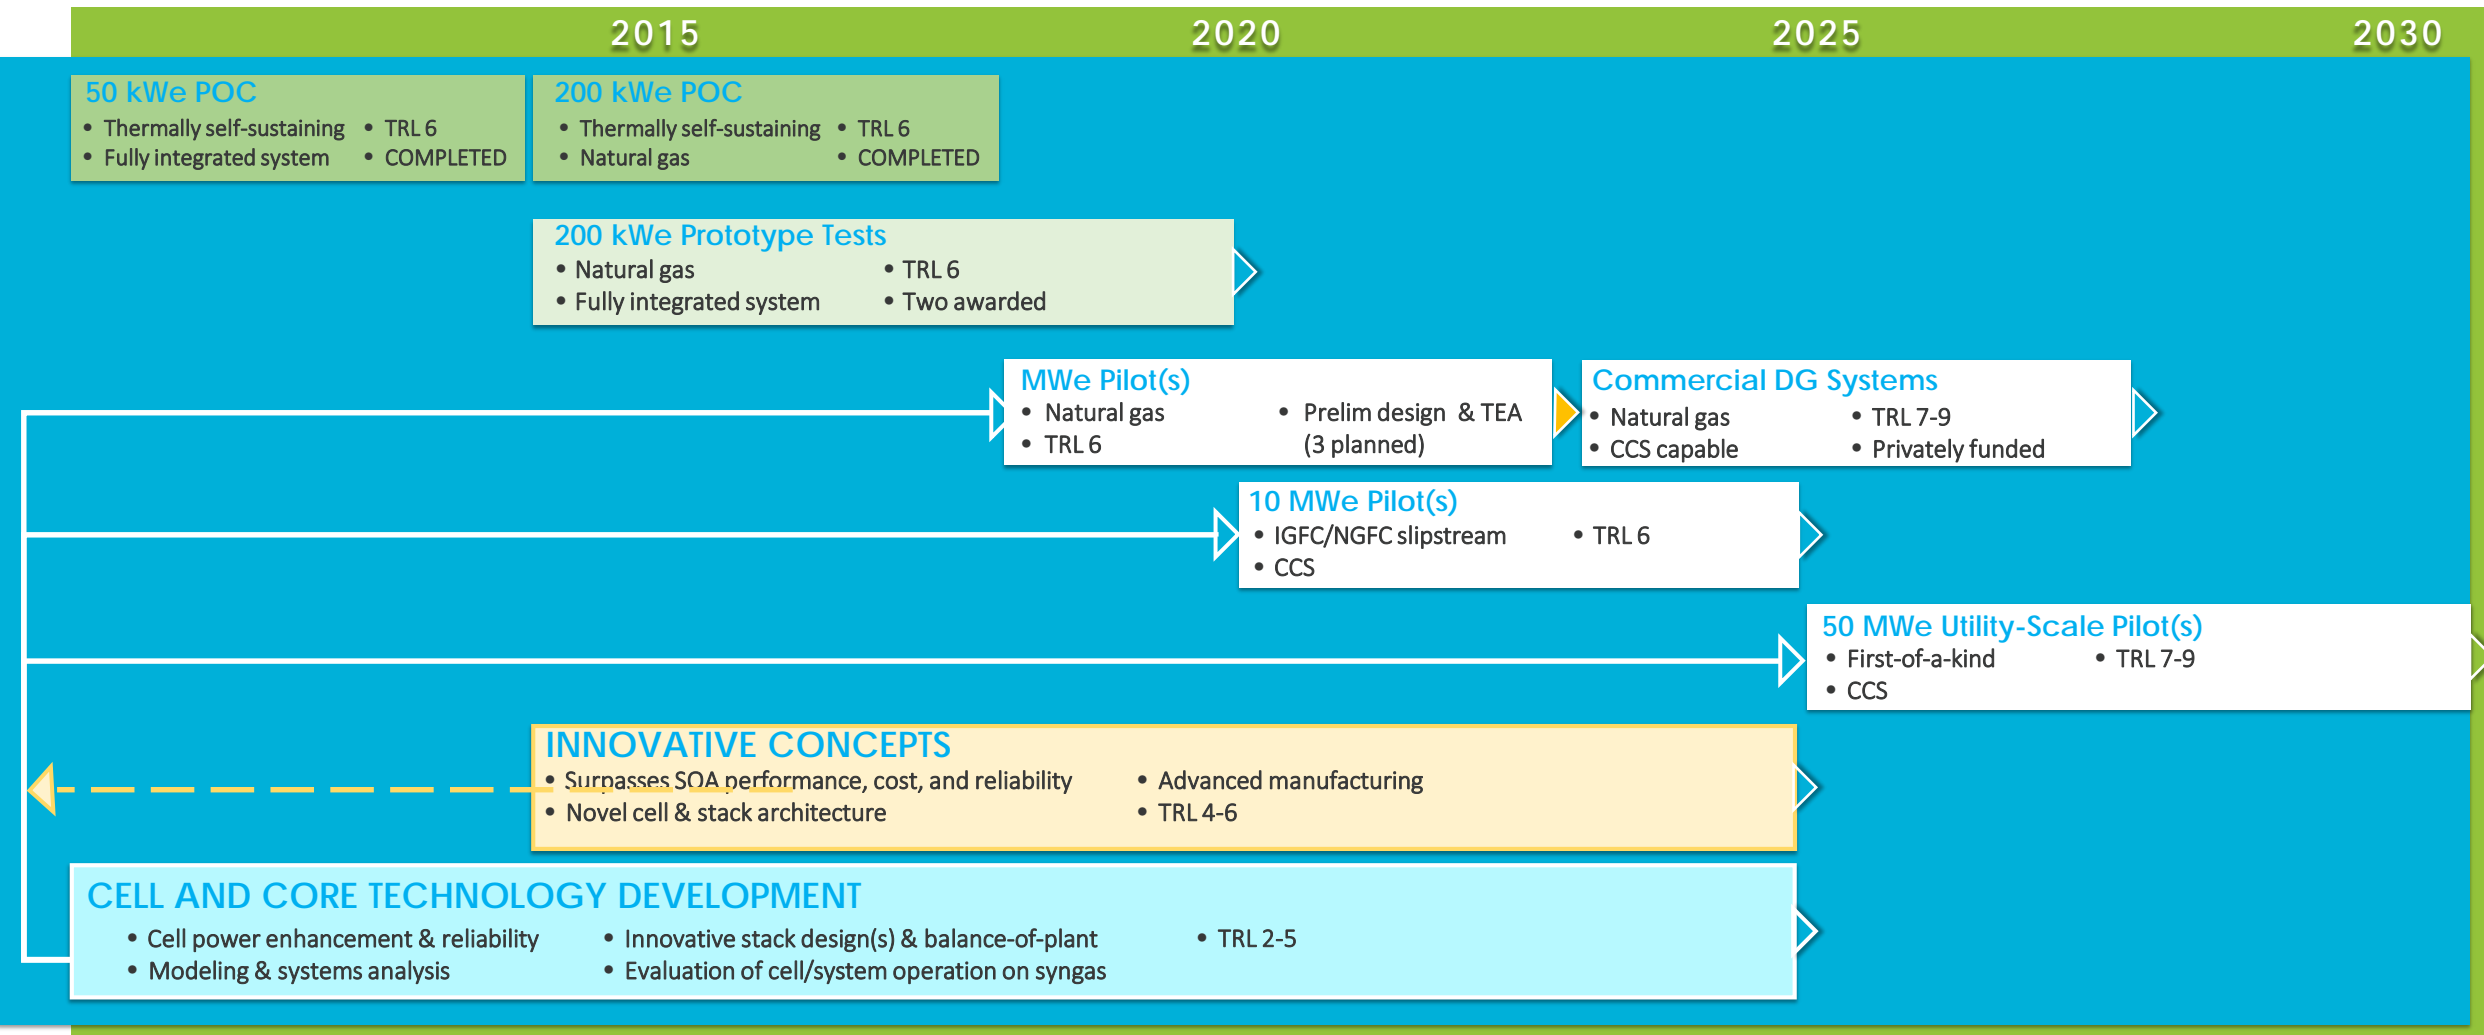 2015 2020 2025 2030
50 kWe POC
• Thermally self-sustaining • TRL 6
• Fully integrated system • COMPLETED
200 kWe POC
• Thermally self-sustaining • TRL 6
• Natural gas • COMPLETED
200 kWe Prototype Tests
• Natural gas • TRL 6
• Fully integrated system • Two awarded
MWe Pilot(s)
• Natural gas • Prelim design & TEA
• TRL 6 (3 planned)
Commercial DG Systems
• Natural gas • TRL 7-9
• CCS capable • Privately funded
10 MWe Pilot(s)
• IGFC/NGFC slipstream • TRL 6
• CCS
50 MWe Utility-Scale Pilot(s)
• First-of-a-kind • TRL 7-9
• CCS
INNOVATIVE CONCEPTS
• Surpasses SOA performance, cost, and reliability • Advanced manufacturing
• Novel cell & stack architecture • TRL 4-6
CELL AND CORE TECHNOLOGY DEVELOPMENT
• Cell power enhancement & reliability • Innovative stack design(s) & balance-of-plant • TRL 2-5
• Modeling & systems analysis • Evaluation of cell/system operation on syngas